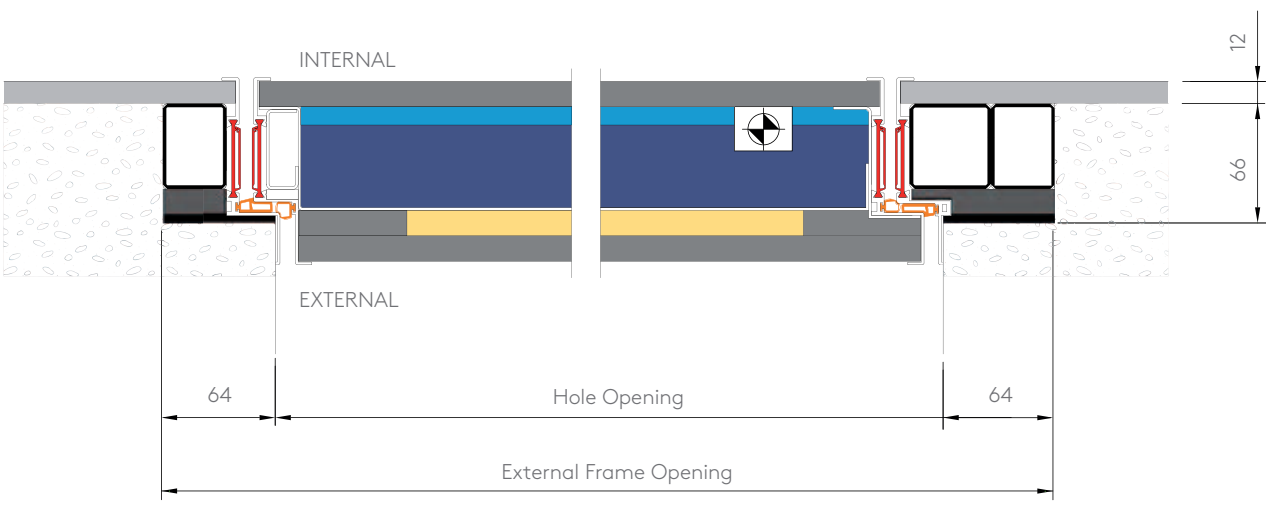 INTERNAL
12
66
EXTERNAL
64
Hole Opening
64
External Frame Opening